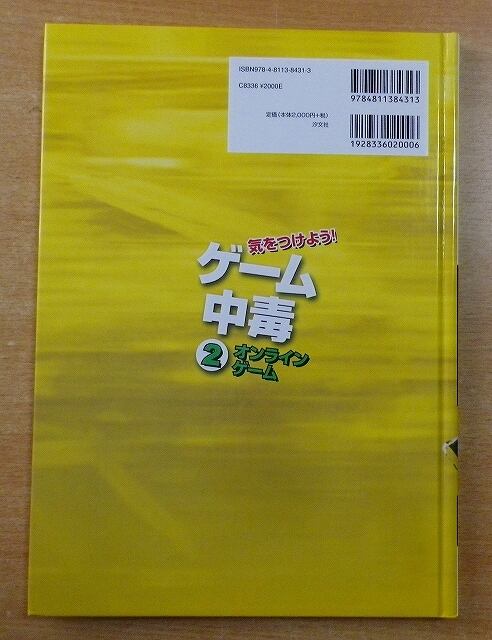 ISBN978-4-8113-8431-3
C8336 ¥2000E
定価(本体2,000円+税)
汐文社
9784811384313
1928336020006
気をつけよう!
ゲーム
中毒
2 オンライン
ゲーム